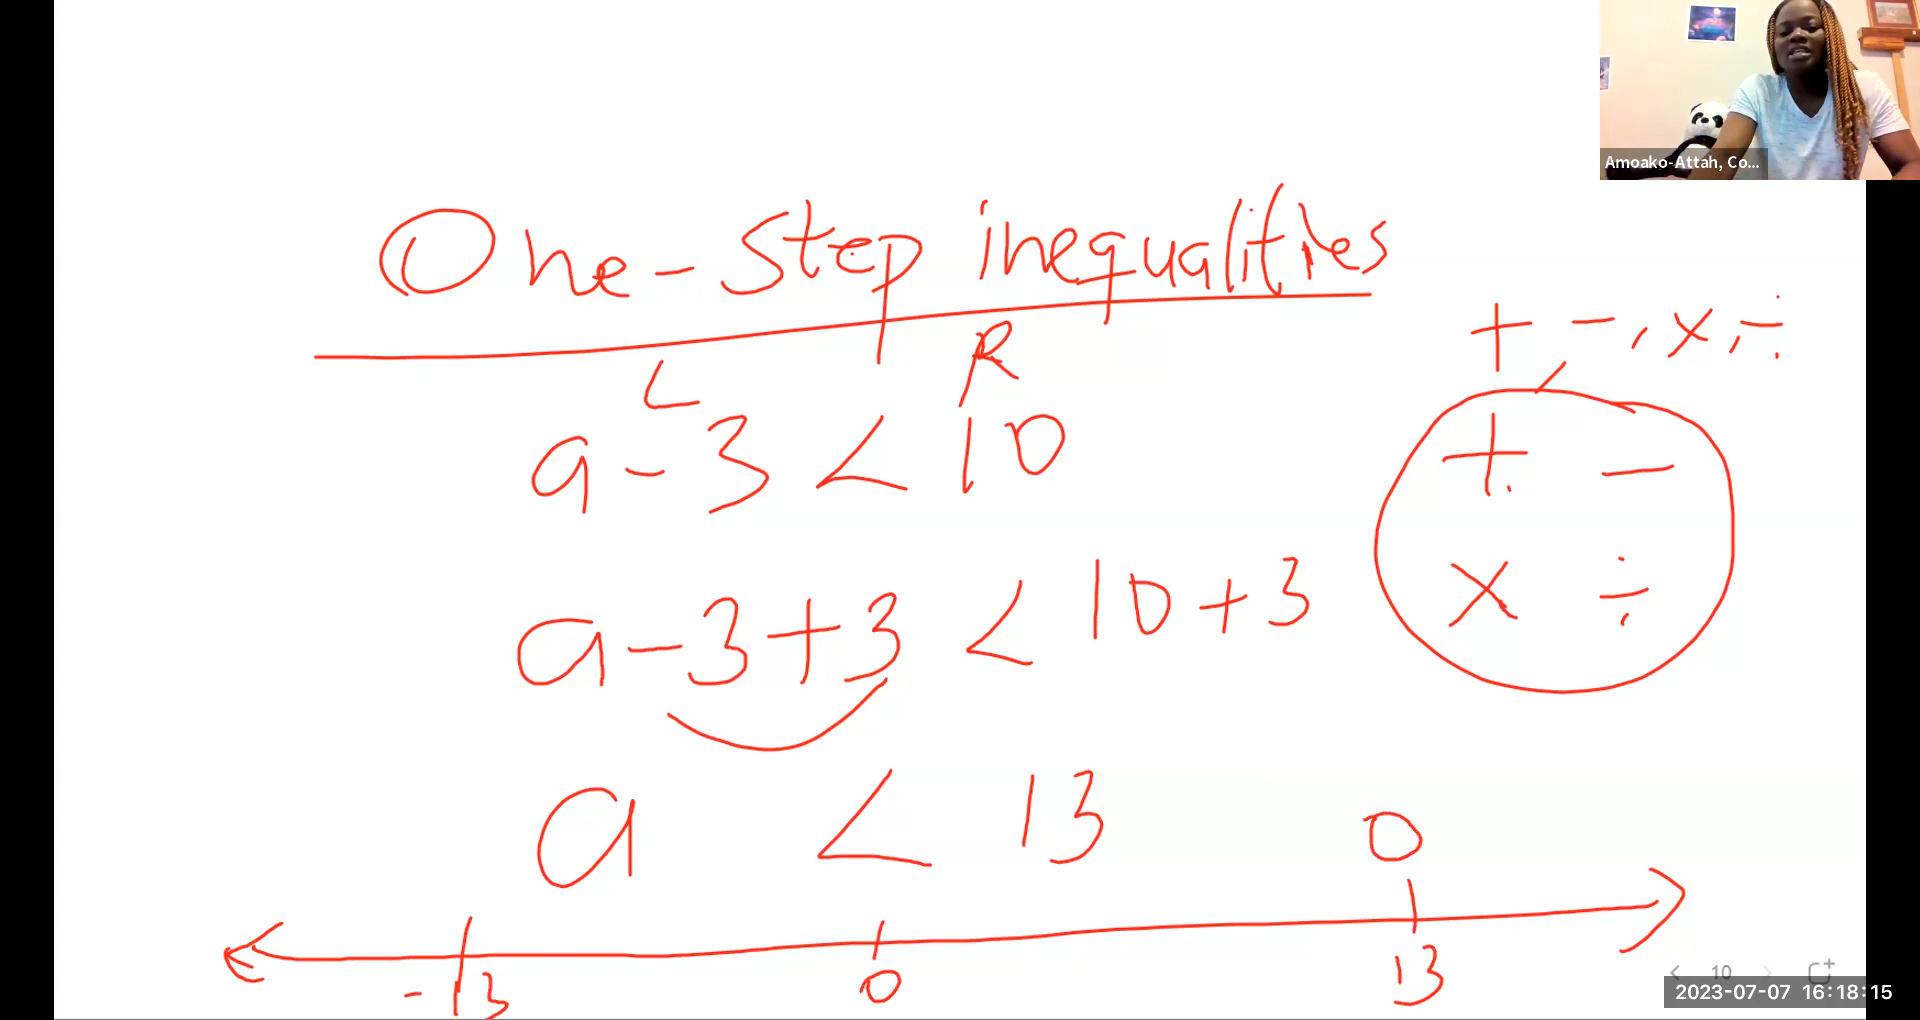 One-Step inequalities
+, -, x, ÷
L R
a - 3 < 10
+ -
x ÷
a - 3 + 3 < 10 + 3
a < 13
0
-13 0 13
Amoako-Attah, Co...
10
2023-07-07 16:18:15